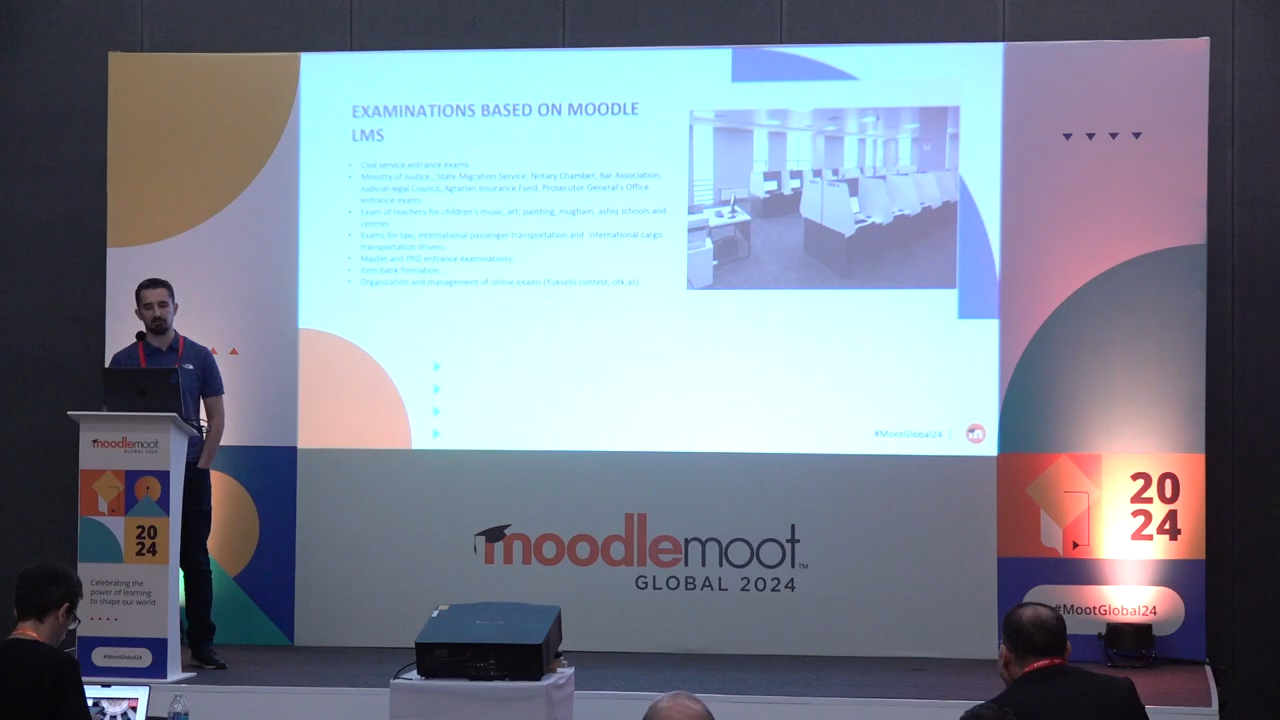 EXAMINATIONS BASED ON MOODLE
LMS
• Civil service entrance exams
• Ministry of Justice, State Migration Service, Notary Chamber, Bar Association,
Judicial-legal Council, Agrarian Insurance Fund, Prosecutor General's Office
entrance exams
• Exam of teachers for children's music, art, painting, mugham, ashiq schools and
centres
• Exams for taxi, international passenger transportation and international cargo
transportation drivers
• Master and PhD entrance examinations;
• Item bank formation;
• Organization and management of online exams (Yukselis contest, otk.az)
#MootGlobal24
moodlemoot
GLOBAL 2024
20
24
Celebrating the
power of learning
to shape our world
#MootGlobal24
moodlemoot™
GLOBAL 2024
20
24
#MootGlobal24